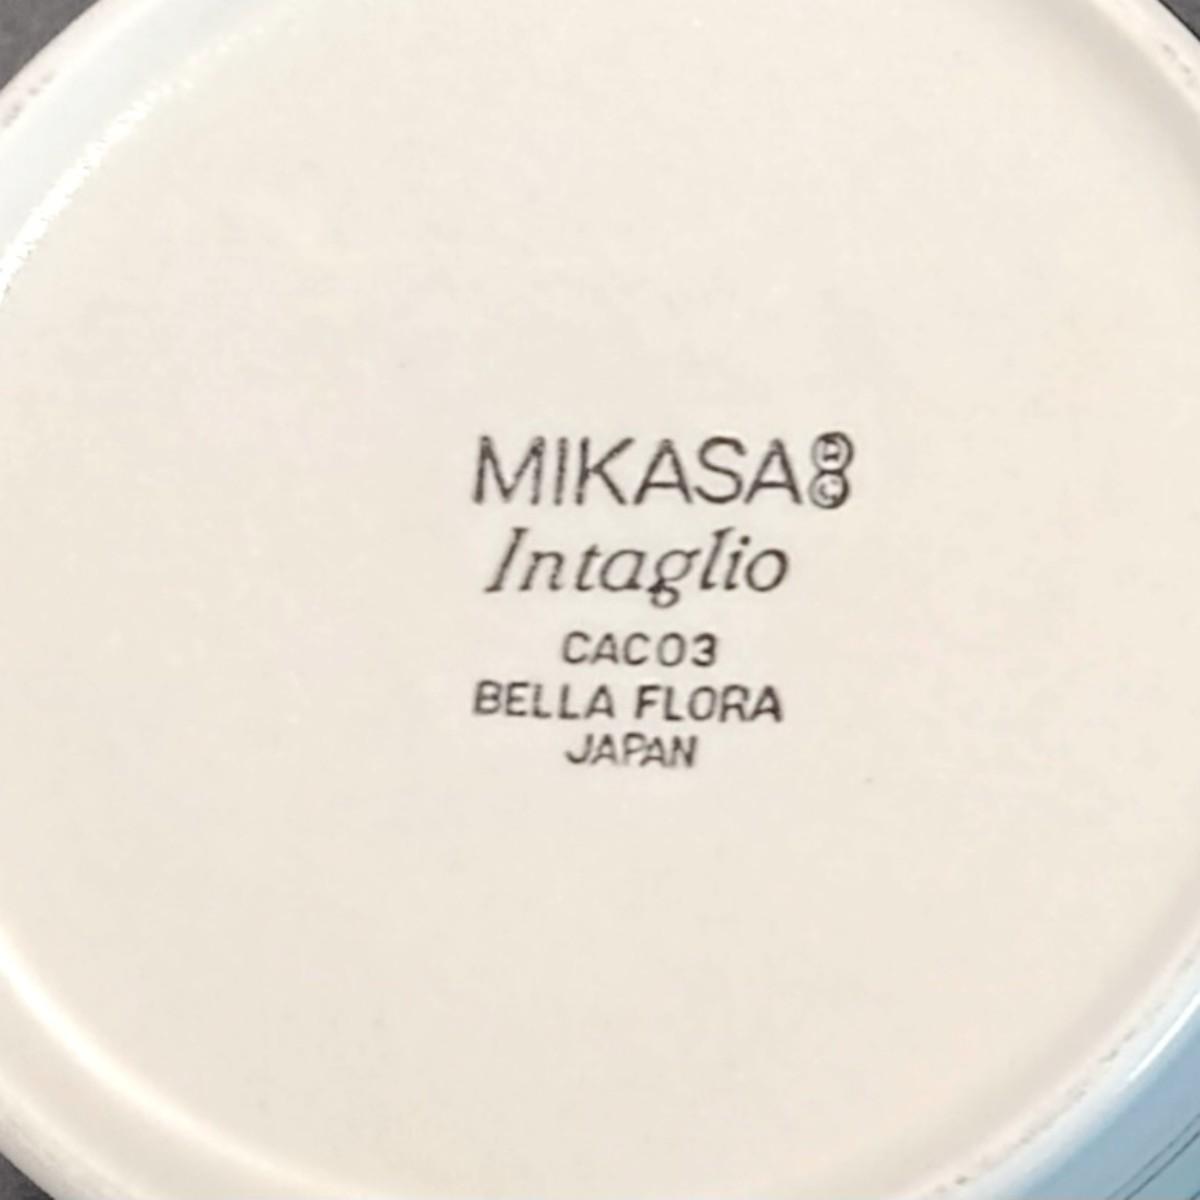 MIKASA®©
Intaglio
CAC03
BELLA FLORA
JAPAN